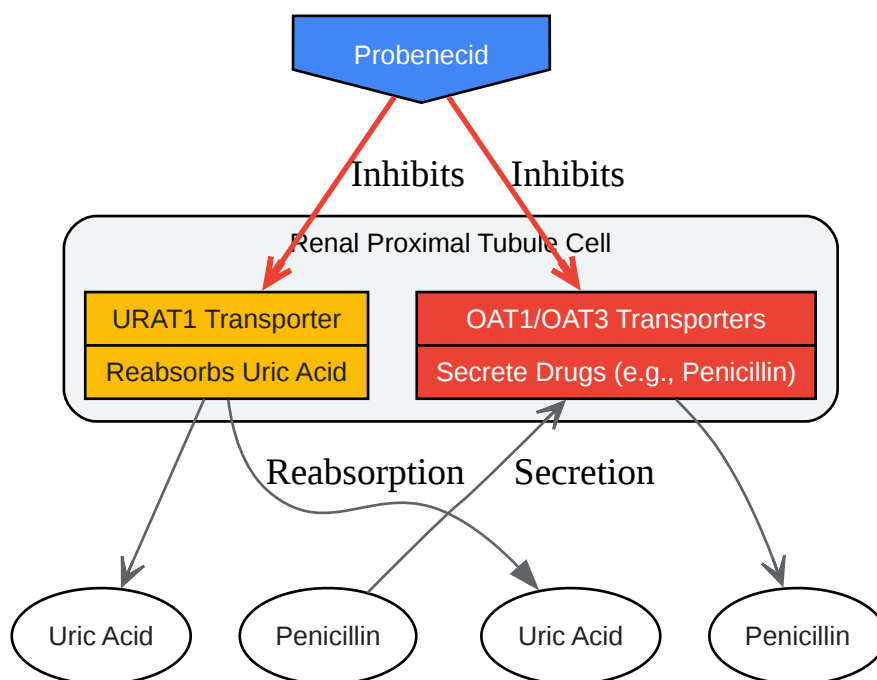 Probenecid
Inhibits
Inhibits
Renal Proximal Tubule Cell
URAT1 Transporter
Reabsorbs Uric Acid
OAT1/OAT3 Transporters
Secrete Drugs (e.g., Penicillin)
Reabsorption
Secretion
Uric Acid
Penicillin
Uric Acid
Penicillin